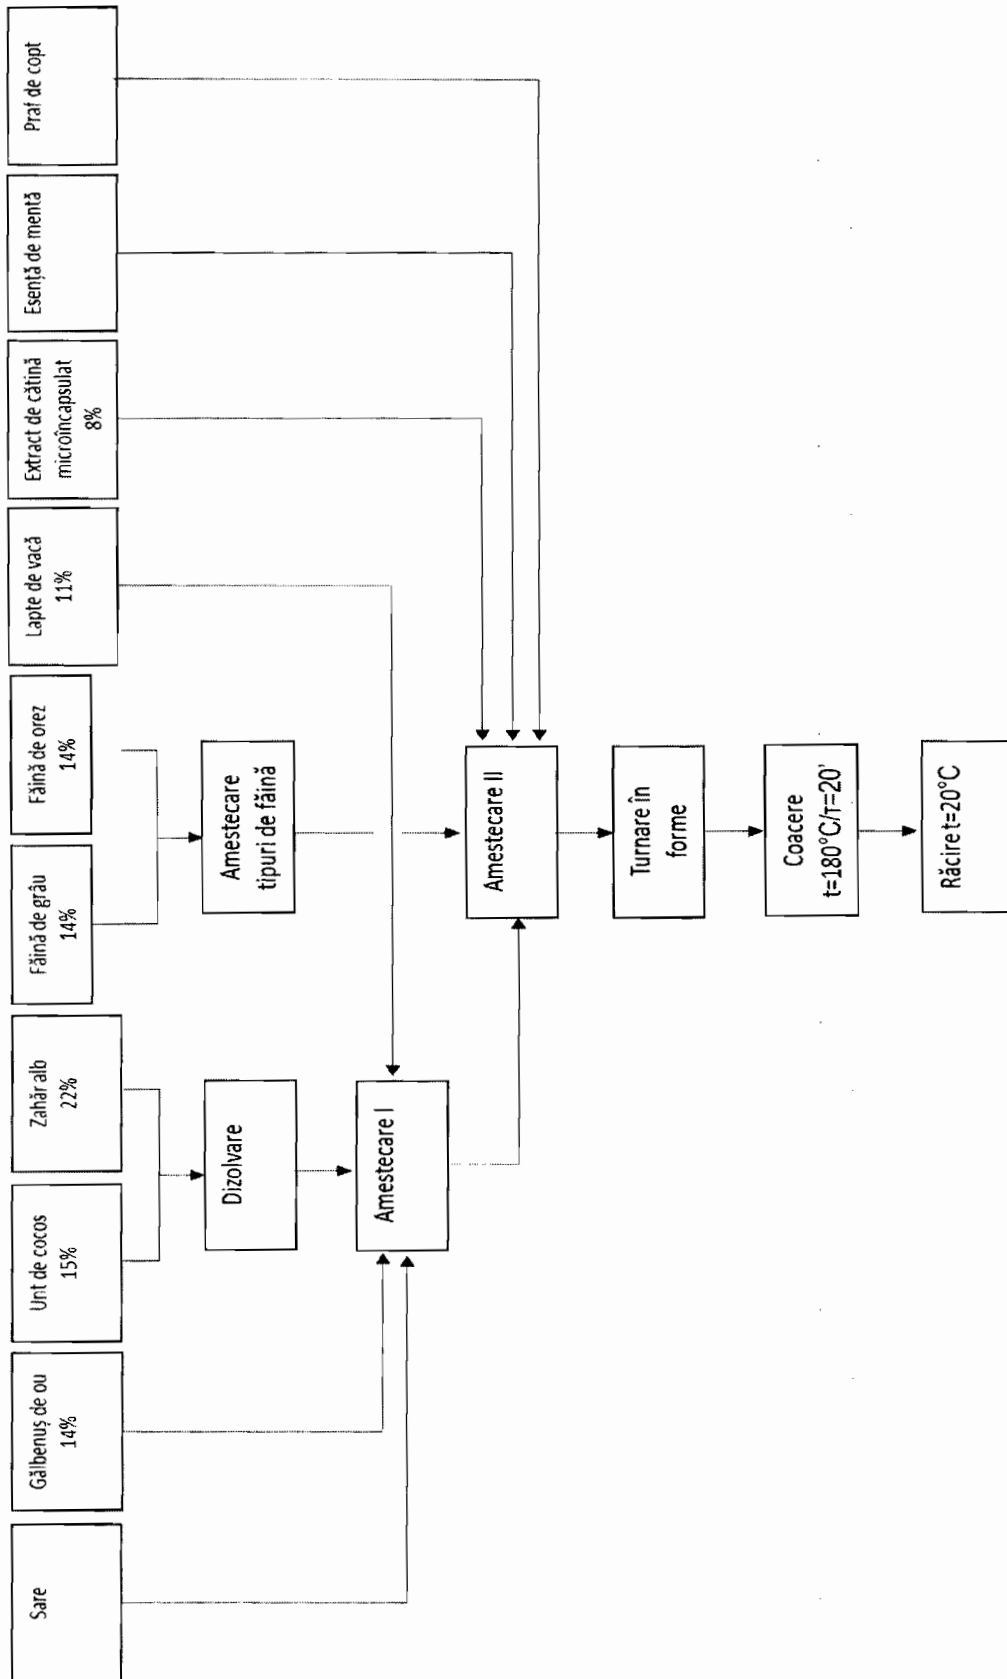 Sare
Gălbenuș de ou
14%
Unt de cocos
15%
Zahăr alb
22%
Făină de grâu
14%
Făină de orez
14%
Lapte de vacă
11%
Extract de cătină
microîncapsulat
8%
Esență de mentă
Praf de copt
Dizolvare
Amestecare
tipuri de făină
Amestecare I
Amestecare II
Turnare în
forme
Coacere
t=180°C/τ=20'
Răcire t=20°C